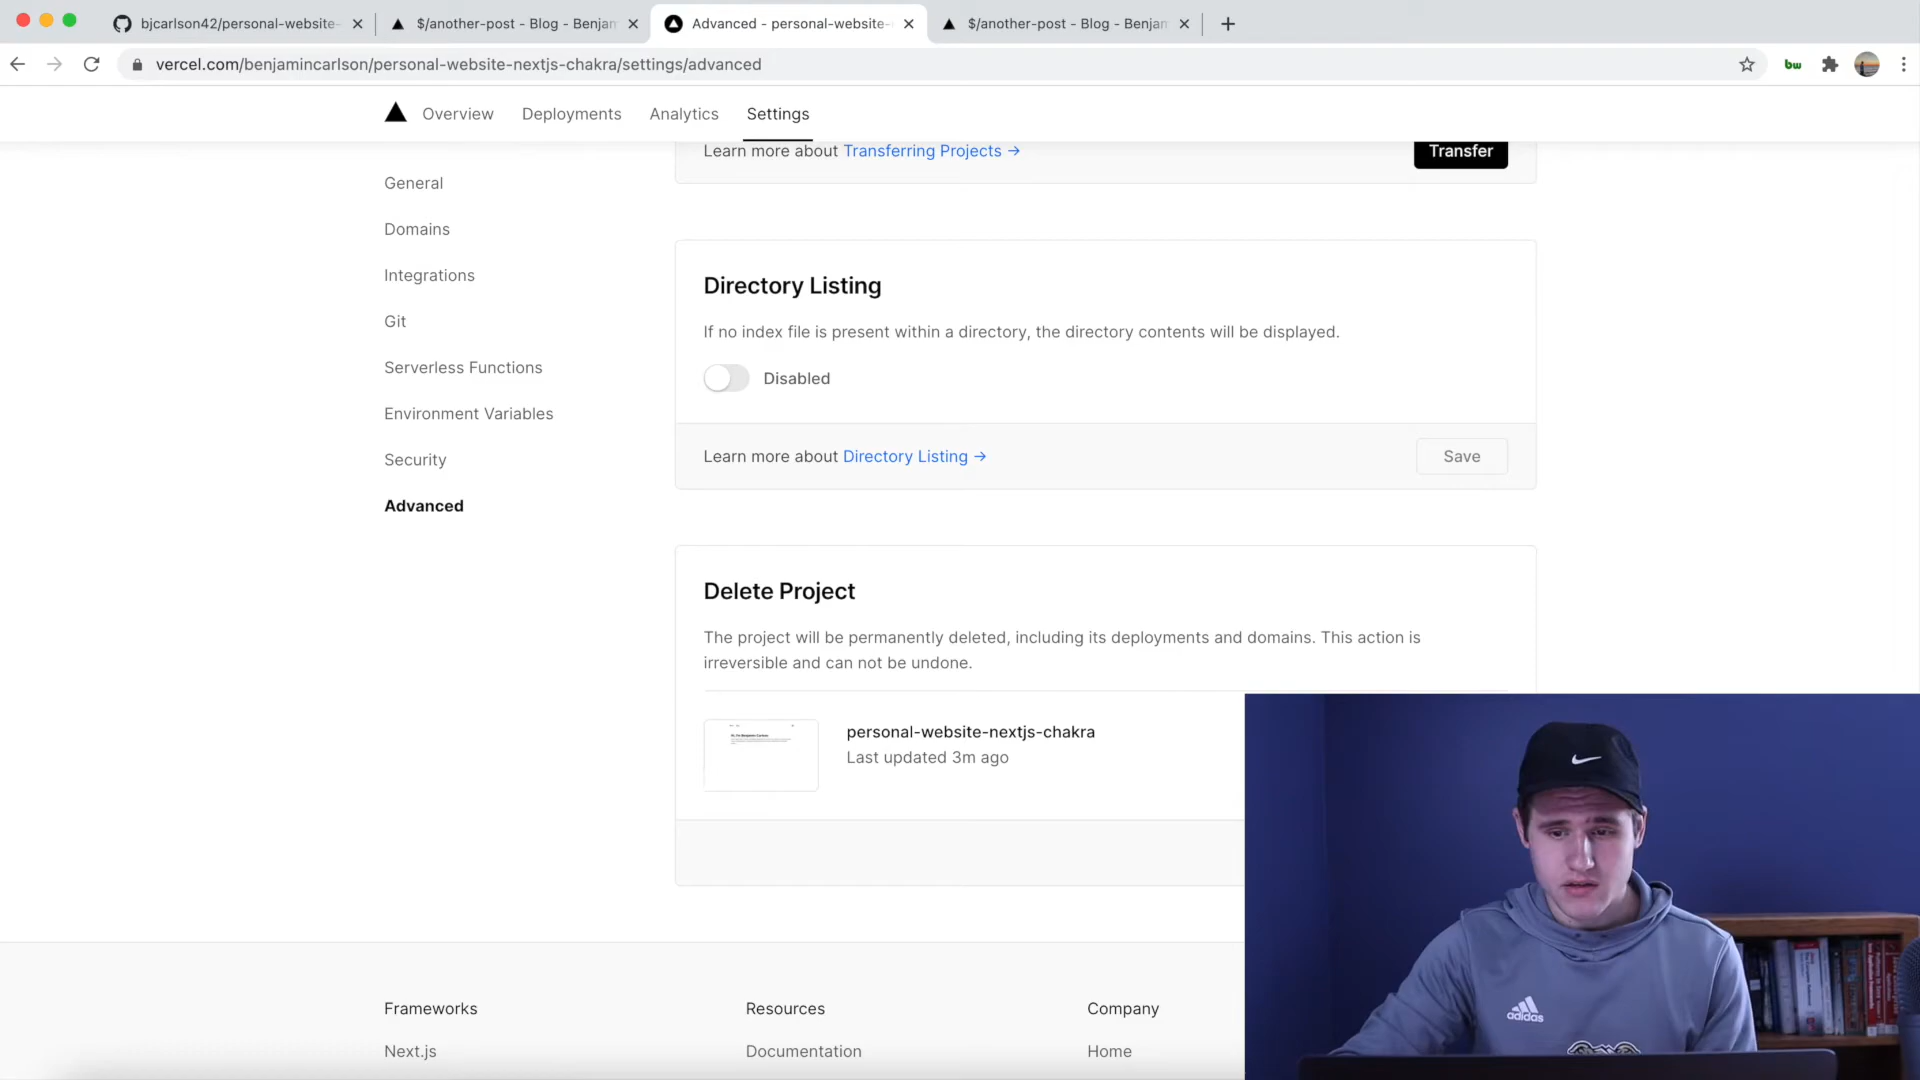 bjcarlson42/personal-website-
$/another-post - Blog - Benjam
Advanced - personal-website-
$/another-post - Blog - Benjam
vercel.com/benjamincarlson/personal-website-nextjs-chakra/settings/advanced
bw
Overview
Deployments
Analytics
Settings
Learn more about Transferring Projects →
Transfer
General
Domains
Integrations
Git
Serverless Functions
Environment Variables
Security
Advanced
Directory Listing
If no index file is present within a directory, the directory contents will be displayed.
Disabled
Learn more about Directory Listing →
Save
Delete Project
The project will be permanently deleted, including its deployments and domains. This action is
irreversible and can not be undone.
personal-website-nextjs-chakra
Last updated 3m ago
Frameworks
Next.js
Resources
Documentation
Company
Home
adidas